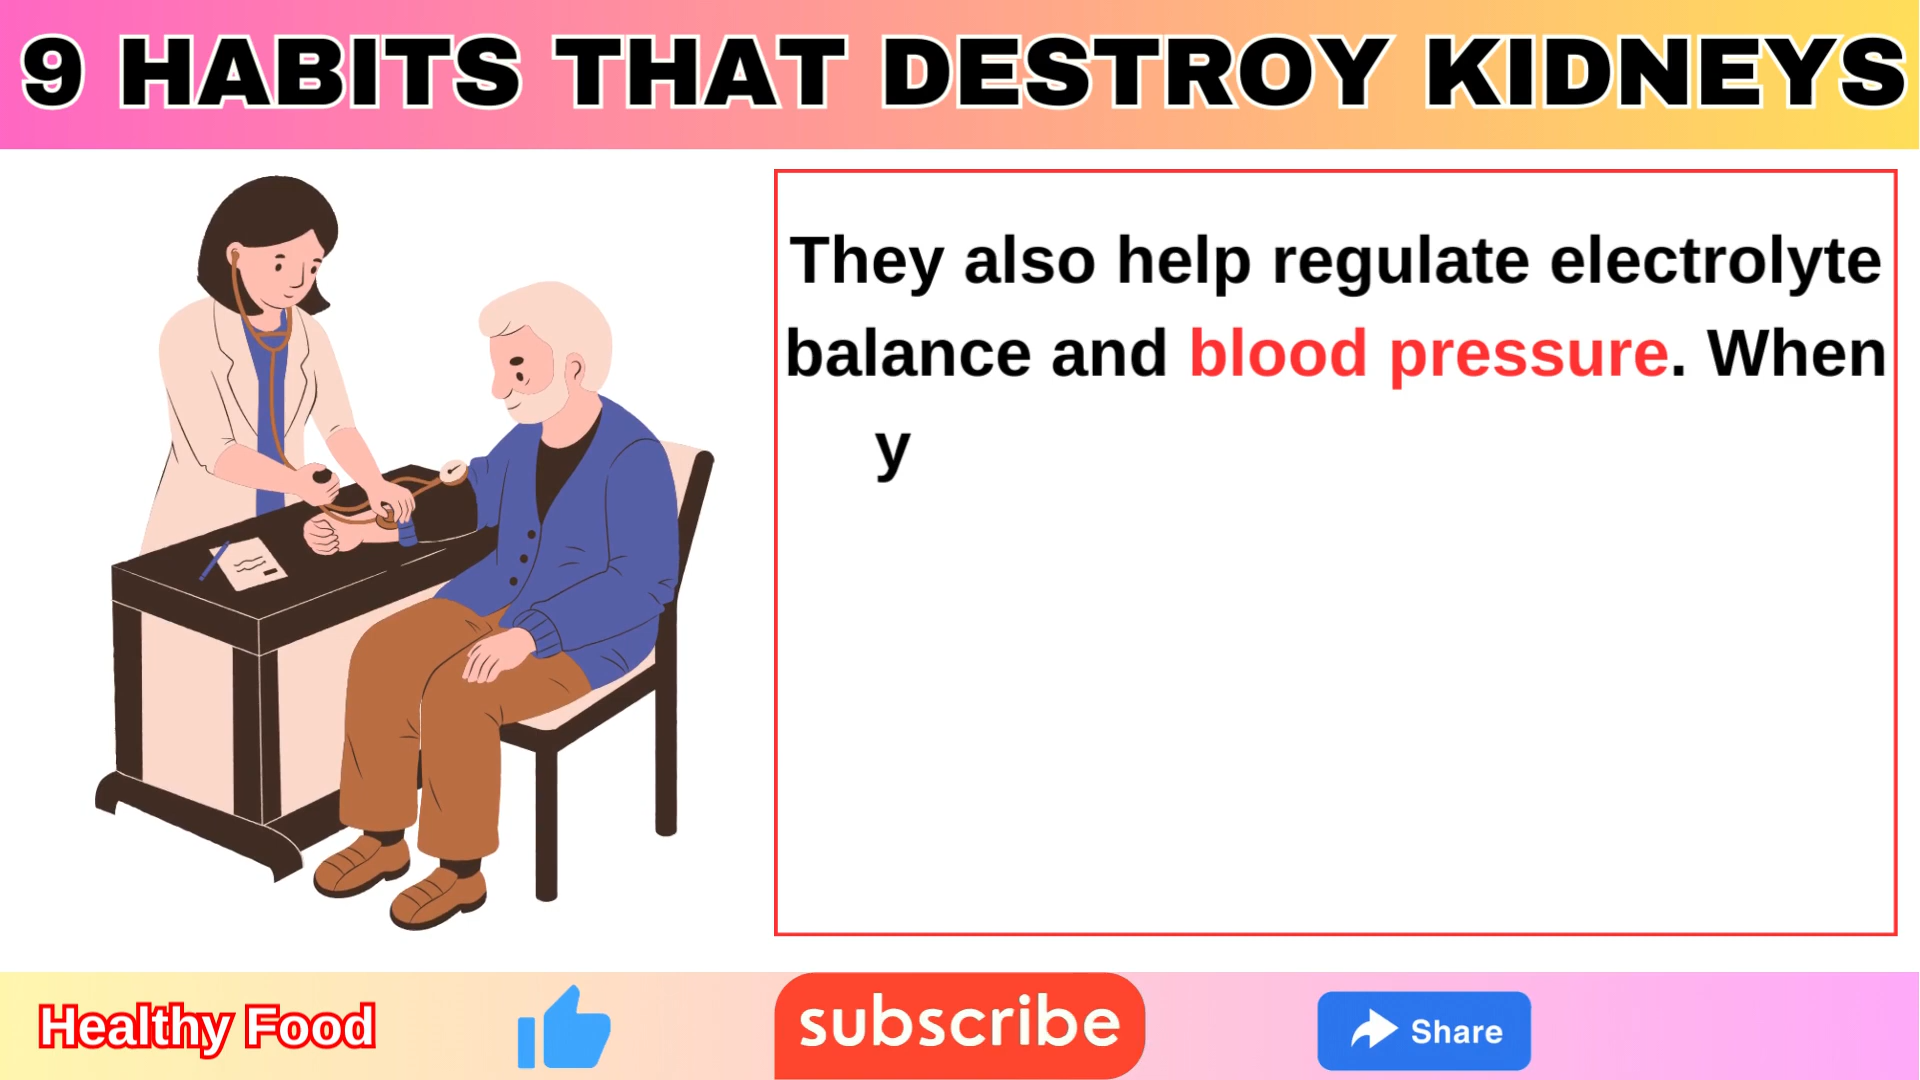 9 HABITS THAT DESTROY KIDNEYS
They also help regulate electrolyte
balance and blood pressure. When
y
Healthy Food
subscribe
Share